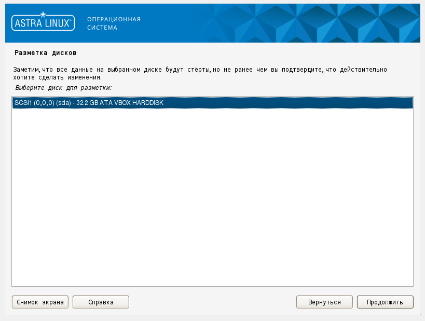 ASTRA LINUX
ОПЕРАЦИОННАЯ
СИСТЕМА
Разметка дисков
Заметим, что все данные на выбранном диске будут стёрты, но не ранее чем вы подтвердите, что действительно
хотите сделать изменения.
Выберите диск для разметки:
SCSI1 (0,0,0) (sda) - 32.2 GB ATA VBOX HARDDISK
Снимок экрана
Справка
Вернуться
Продолжить